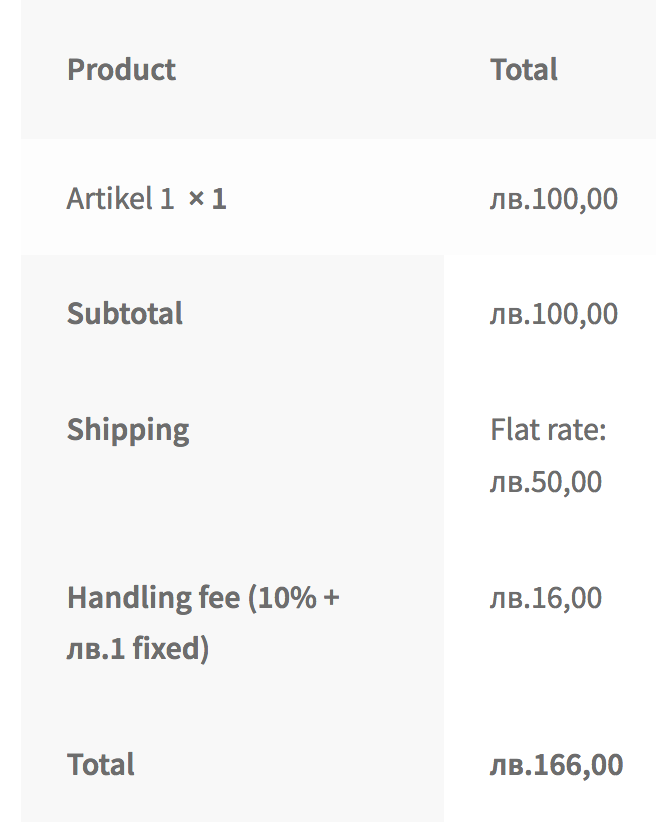 Product Total
Artikel 1 × 1 лв.100,00
Subtotal лв.100,00
Shipping Flat rate:
лв.50,00
Handling fee (10% + лв.16,00
лв.1 fixed)
Total лв.166,00